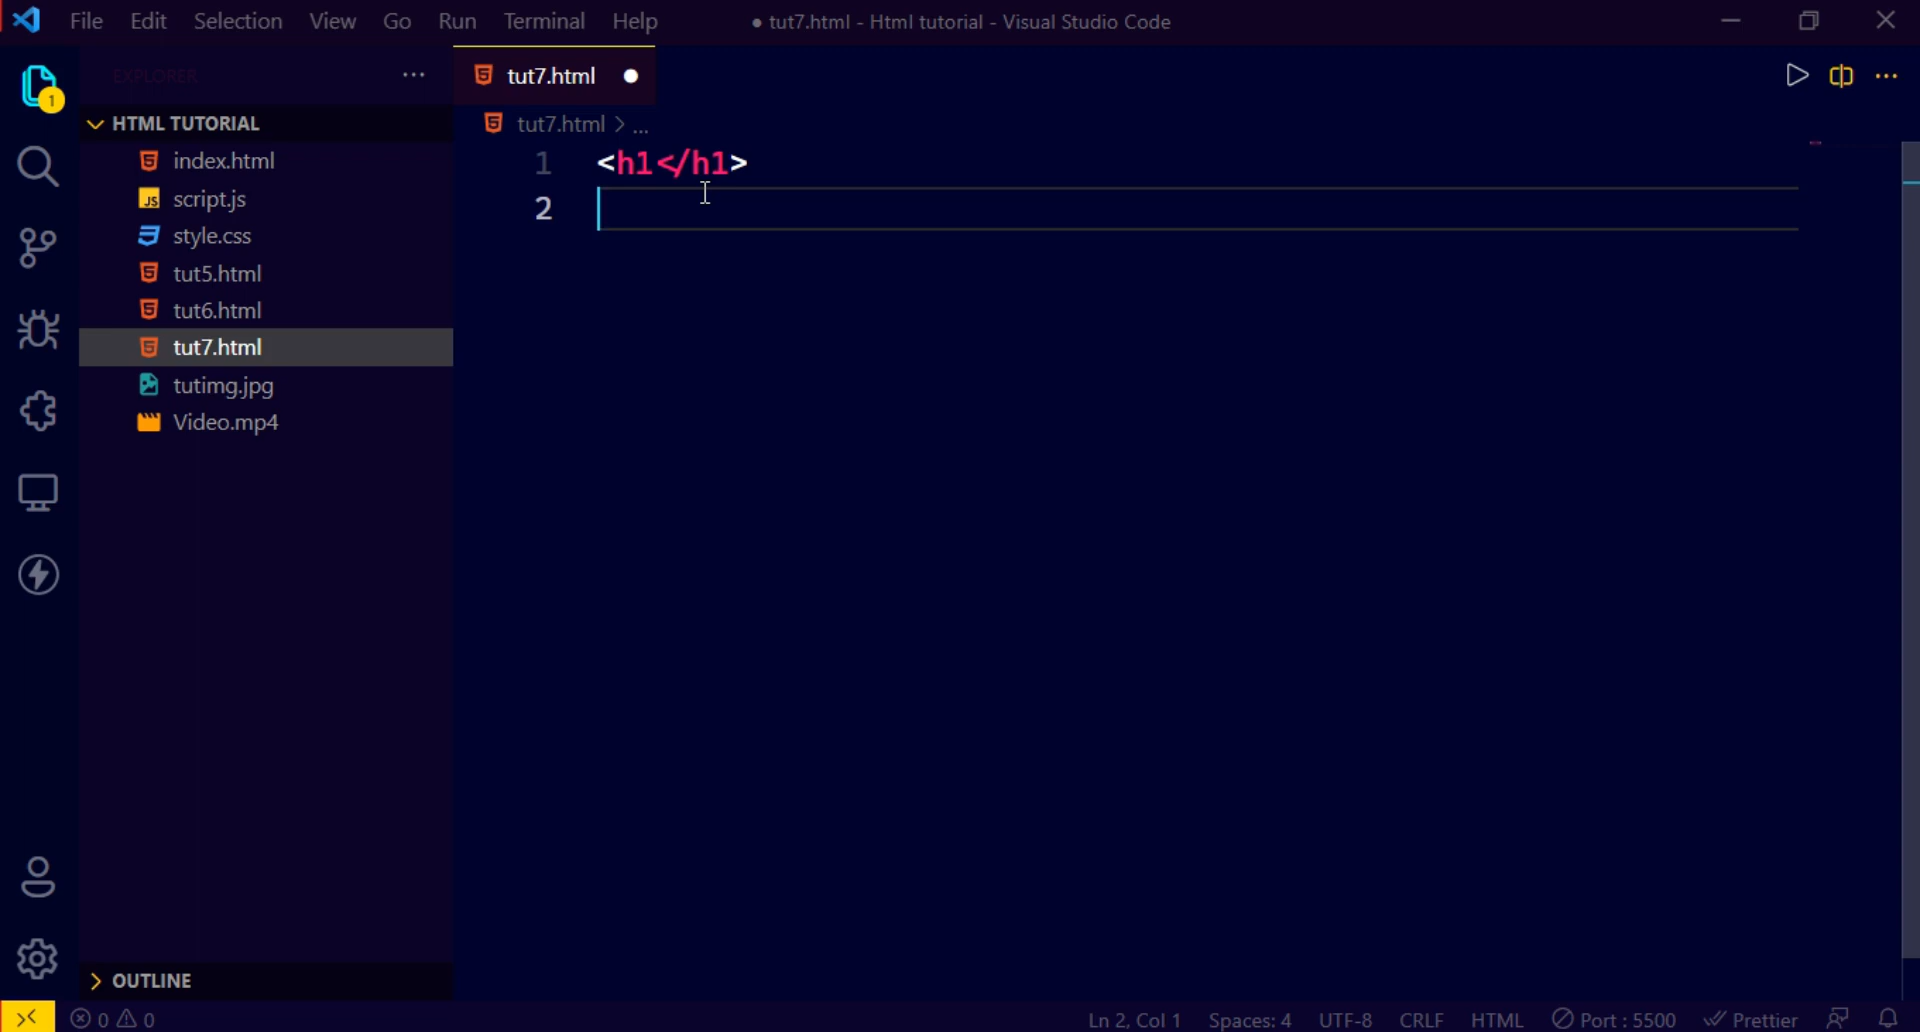 File Edit Selection View Go Run Terminal Help ● tut7.html - Html tutorial - Visual Studio Code
EXPLORER ··· tut7.html ●
1
HTML TUTORIAL tut7.html > ...
index.html
script.js
style.css
tut5.html
tut6.html
tut7.html
tutimg.jpg
Video.mp4
1 <h1</h1>
2
OUTLINE
0 0 Ln 2, Col 1 Spaces: 4 UTF-8 CRLF HTML Port : 5500 Prettier